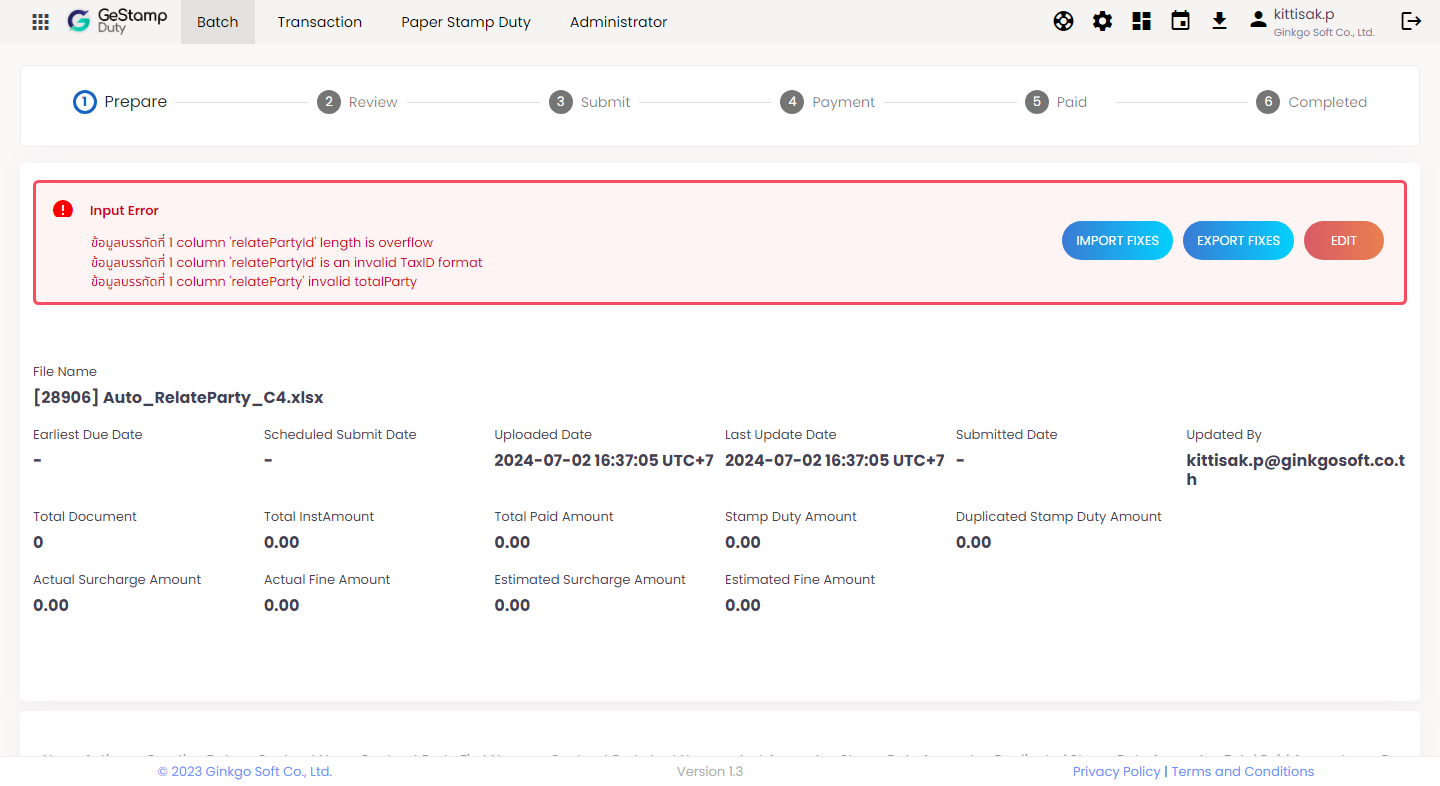 GeStamp
Duty
Batch
Transaction
Paper Stamp Duty
Administrator
kittisak.p
Ginkgo Soft Co., Ltd.
1 Prepare
2 Review
3 Submit
4 Payment
5 Paid
6 Completed
Input Error
ข้อมูลบรรทัดที่ 1 column 'relatePartyId' length is overflow
ข้อมูลบรรทัดที่ 1 column 'relatePartyId' is an invalid TaxID format
ข้อมูลบรรทัดที่ 1 column 'relateParty' invalid totalParty
IMPORT FIXES
EXPORT FIXES
EDIT
File Name
[28906] Auto_RelateParty_C4.xlsx
Earliest Due Date
-
Scheduled Submit Date
-
Uploaded Date
2024-07-02 16:37:05 UTC+7
Last Update Date
2024-07-02 16:37:05 UTC+7
Submitted Date
-
Updated By
kittisak.p@ginkgosoft.co.t
h
Total Document
0
Total InstAmount
0.00
Total Paid Amount
0.00
Stamp Duty Amount
0.00
Duplicated Stamp Duty Amount
0.00
Actual Surcharge Amount
0.00
Actual Fine Amount
0.00
Estimated Surcharge Amount
0.00
Estimated Fine Amount
0.00
© 2023 Ginkgo Soft Co., Ltd.
Version 1.3
Privacy Policy | Terms and Conditions